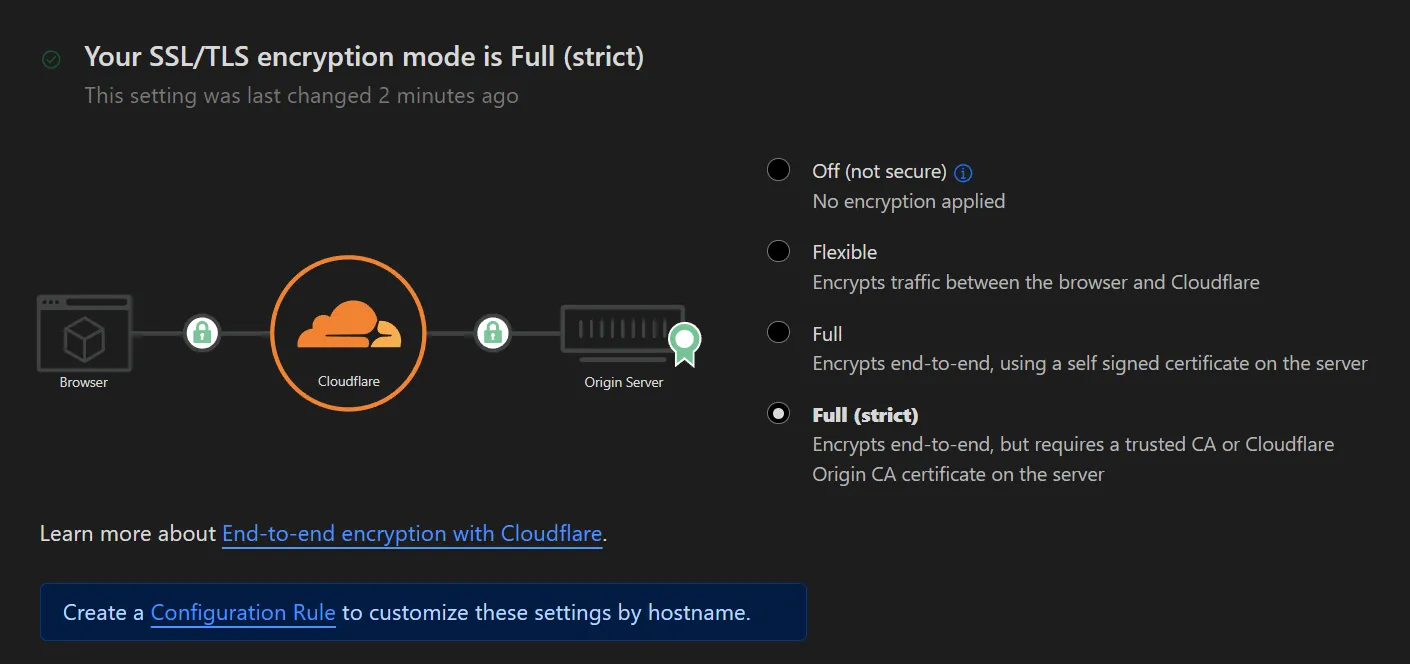 Your SSL/TLS encryption mode is Full (strict)
This setting was last changed 2 minutes ago
Browser
Cloudflare
Origin Server
Off (not secure)
No encryption applied
Flexible
Encrypts traffic between the browser and Cloudflare
Full
Encrypts end-to-end, using a self signed certificate on the server
Full (strict)
Encrypts end-to-end, but requires a trusted CA or Cloudflare
Origin CA certificate on the server
Learn more about End-to-end encryption with Cloudflare.
Create a Configuration Rule to customize these settings by hostname.